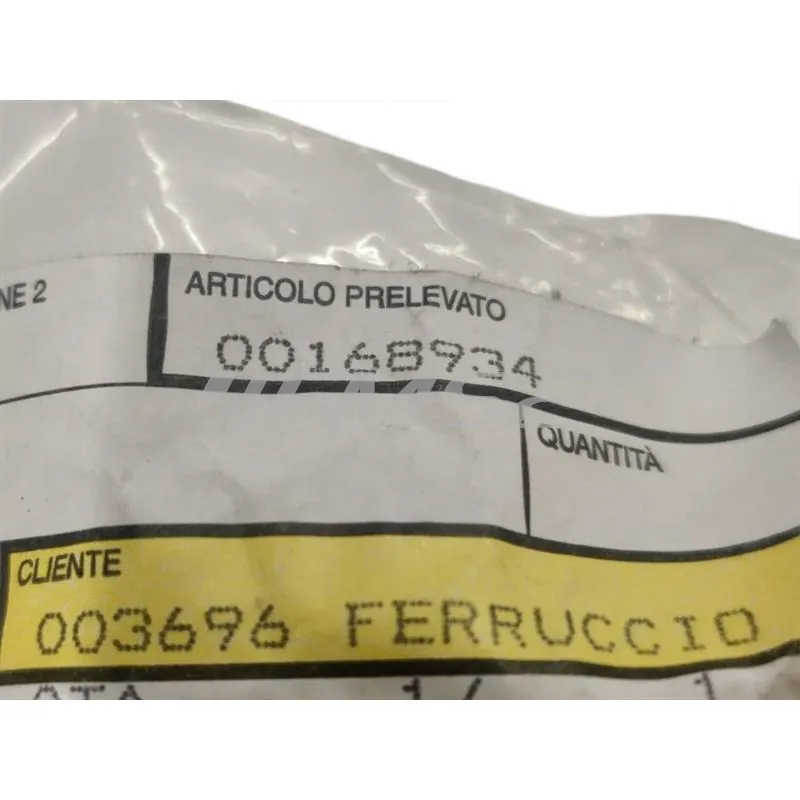 NE 2
ARTICOLO PRELEVATO
00168934
QUANTITÀ
CLIENTE
003696 FERRUCCIO